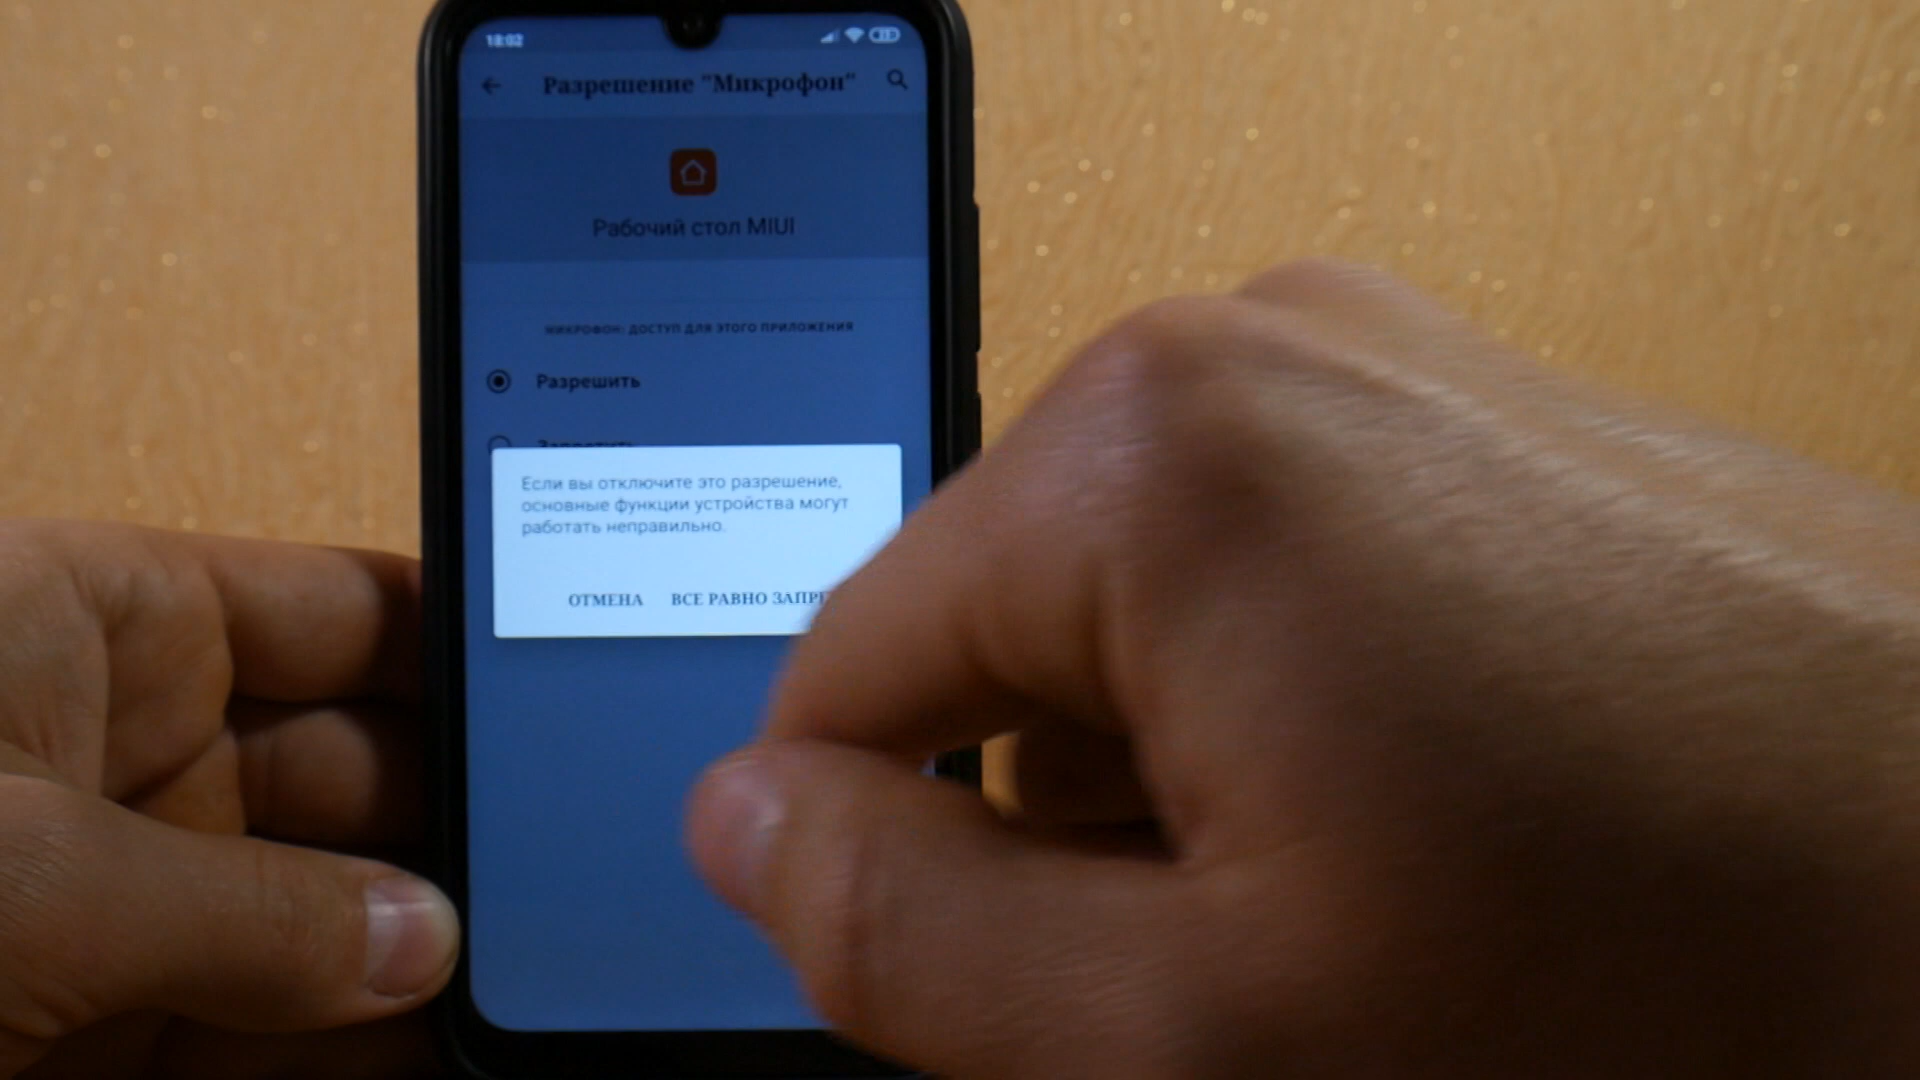 18:02
Разрешение "Микрофон"
Рабочий стол MIUI
МИКРОФОН: ДОСТУП ДЛЯ ЭТОГО ПРИЛОЖЕНИЯ
Разрешить
Запретить
Если вы отключите это разрешение,
основные функции устройства могут
работать неправильно.
ОТМЕНА ВСЕ РАВНО